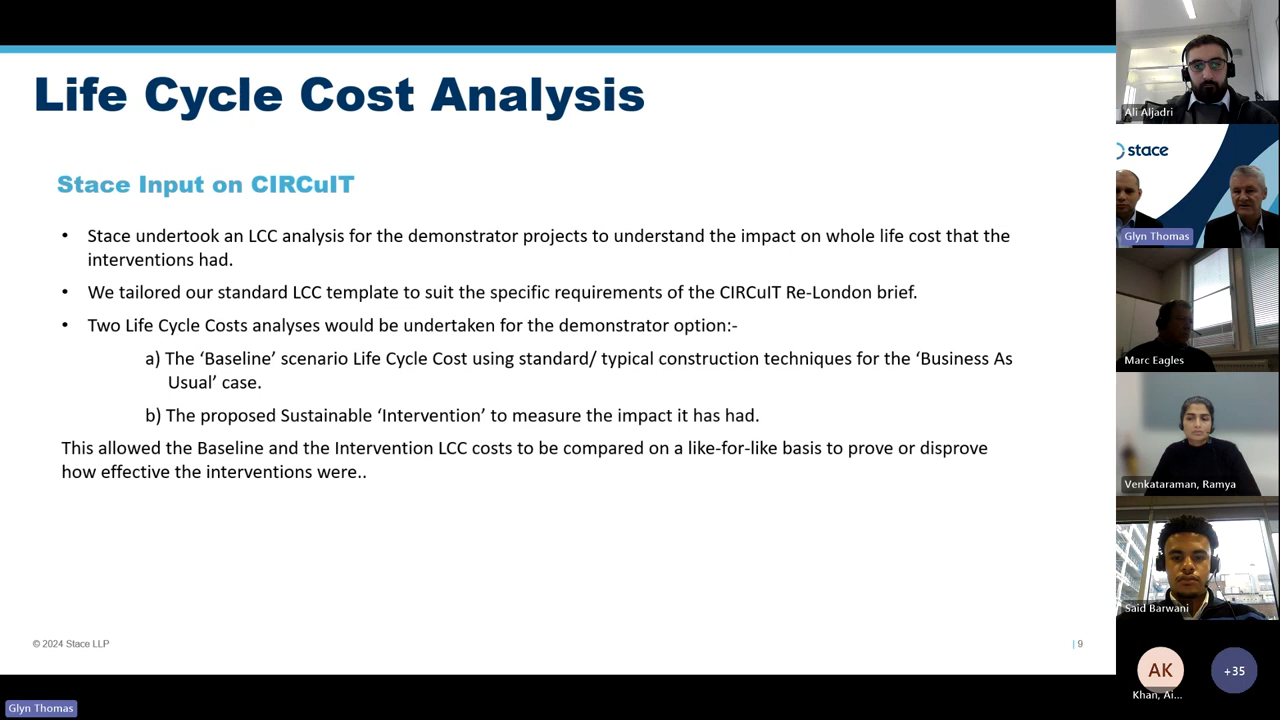 Life Cycle Cost Analysis
Stace Input on CIRCuIT
• Stace undertook an LCC analysis for the demonstrator projects to understand the impact on whole life cost that the
interventions had.
• We tailored our standard LCC template to suit the specific requirements of the CIRCuIT Re-London brief.
• Two Life Cycle Costs analyses would be undertaken for the demonstrator option:-
a) The ‘Baseline’ scenario Life Cycle Cost using standard/ typical construction techniques for the ‘Business As
Usual’ case.
b) The proposed Sustainable ‘Intervention’ to measure the impact it has had.
This allowed the Baseline and the Intervention LCC costs to be compared on a like-for-like basis to prove or disprove
how effective the interventions were..
© 2024 Stace LLP
| 9
Glyn Thomas
Ali Aljadri
stace
Glyn Thomas
Marc Eagles
Venkataraman, Ramya
Said Barwani
AK
Khan, Ai...
+35